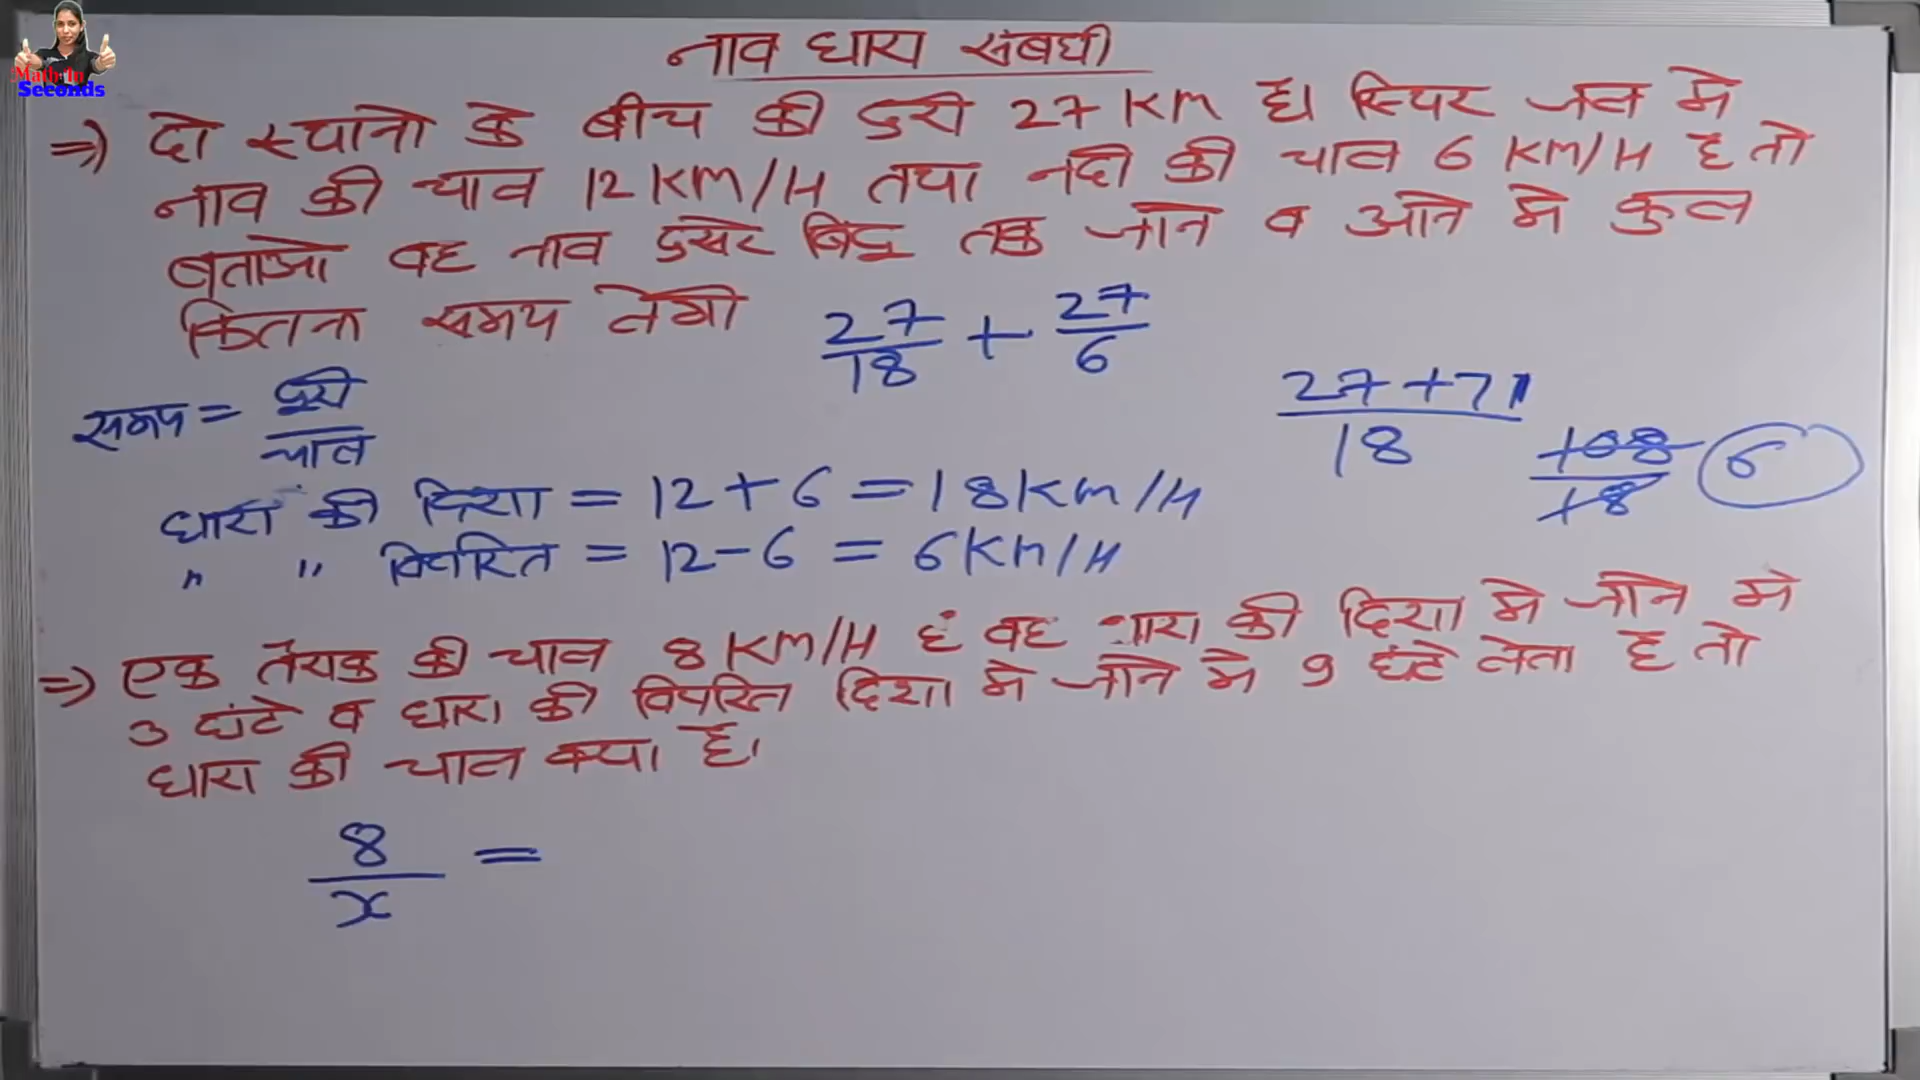 Math In
Seconds
नाव धारा संबधी
=) दो स्थानो के बीच की दुरी 27 KM है। स्थिर जल मे
नाव की चाल 12 KM/H तथा नदी की चाल 6 KM/H है तो
बताओ वह नाव दुसरे बिंदु तक जाने व आने मे कुल
कितना समय लेगी
27/18 + 27/6
समय = दुरी/चाल
27+71/18
108/18 6
धारा की दिशा = 12 + 6 = 18 KM/H
" " विपरित = 12 - 6 = 6 KM/H
=) एक तैराक की चाल 8 KM/H है वह धारा की दिशा मे जाने मे
3 घंटे व धारा की विपरित दिशा मे जाने मे 9 घंटे लेता है तो
धारा की चाल क्या है।
8/x =